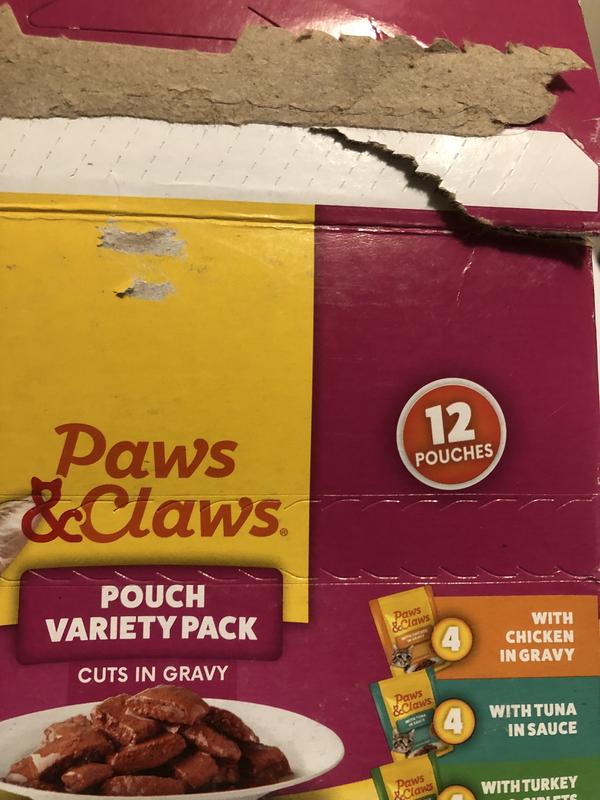 12
POUCHES
Paws
&Claws®
POUCH
VARIETY PACK
CUTS IN GRAVY
Paws
&Claws
4
WITH
CHICKEN
IN GRAVY
Paws
&Claws
4
WITH TUNA
IN SAUCE
Paws
&Claws
WITH TURKEY